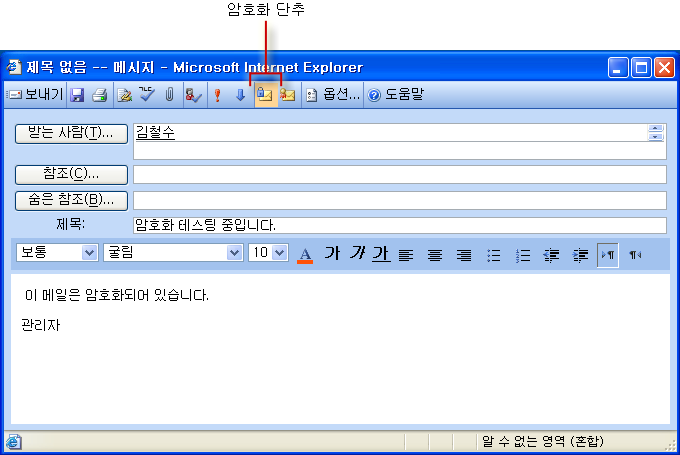 암호화 단추
제목 없음 -- 메시지 - Microsoft Internet Explorer
보내기 옵션... 도움말
받는 사람(T)... 김철수
참조(C)...
숨은 참조(B)...
제목: 암호화 테스팅 중입니다.
보통 굴림 10 A 가 가 가
이 메일은 암호화되어 있습니다.
관리자
알 수 없는 영역 (혼합)